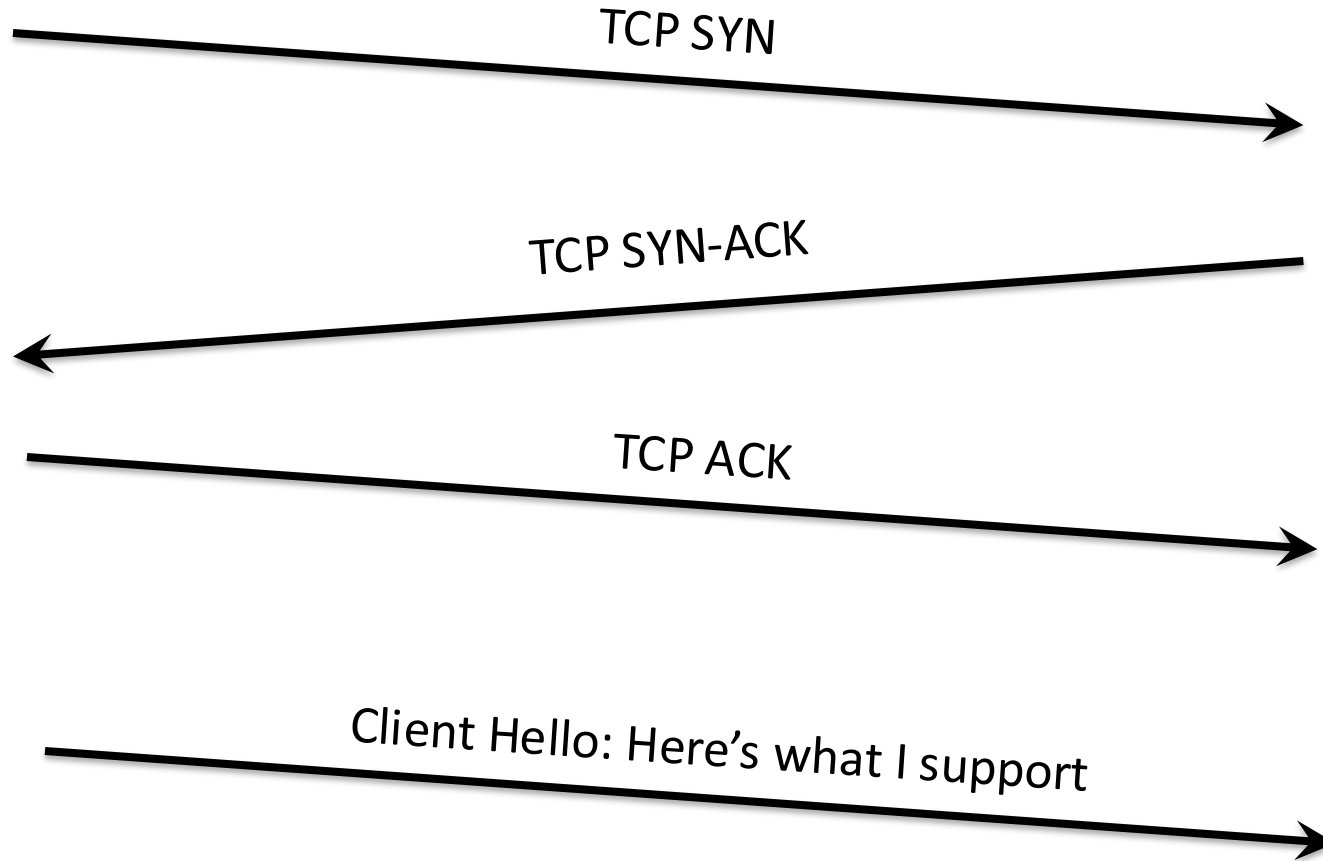 TCP SYN
TCP SYN-ACK
TCP ACK
Client Hello: Here’s what I support